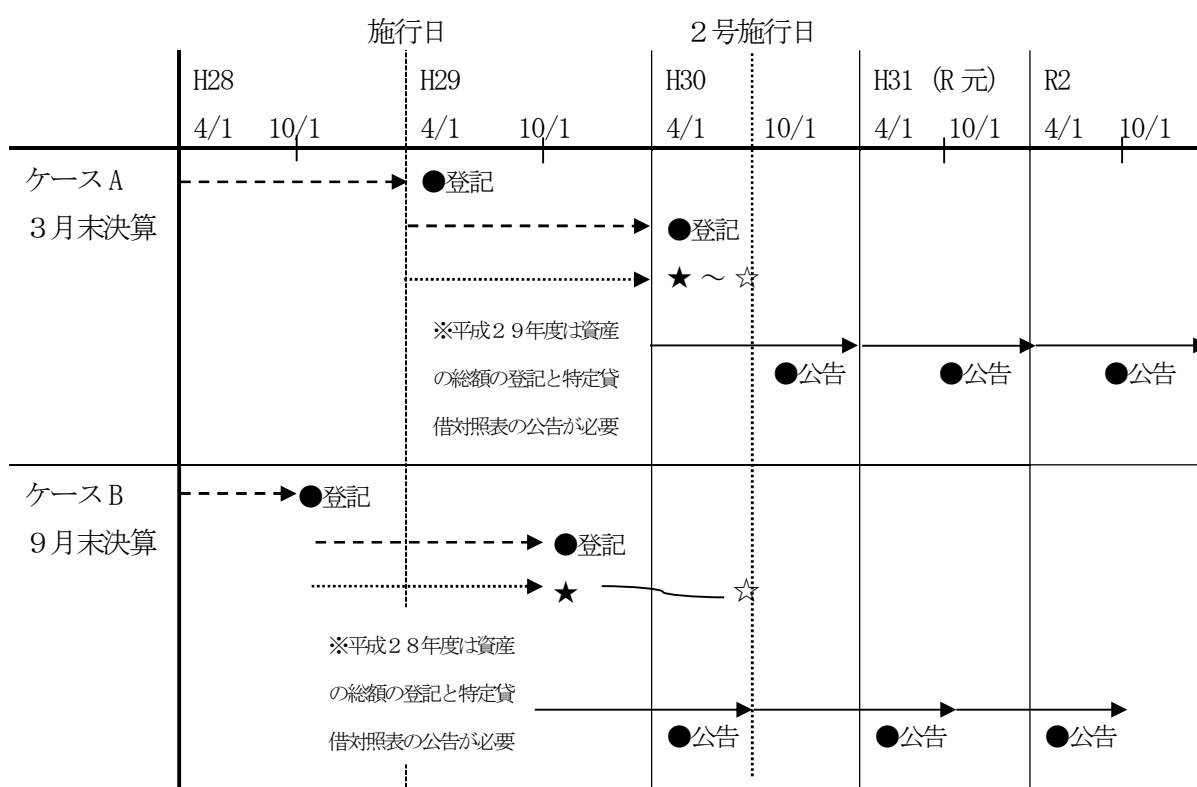 施行日 ２号施行日
H28 H29 H30 H31（R元） R2
4/1 10/1 4/1 10/1 4/1 10/1 4/1 10/1 4/1 10/1
ケースA ●登記
３月末決算 ●登記
★～☆
※平成２９年度は資産
の総額の登記と特定貸 ●公告 ●公告 ●公告
借対照表の公告が必要
ケースB ●登記
９月末決算 ●登記
★ ☆
※平成２８年度は資産
の総額の登記と特定貸
借対照表の公告が必要 ●公告 ●公告 ●公告